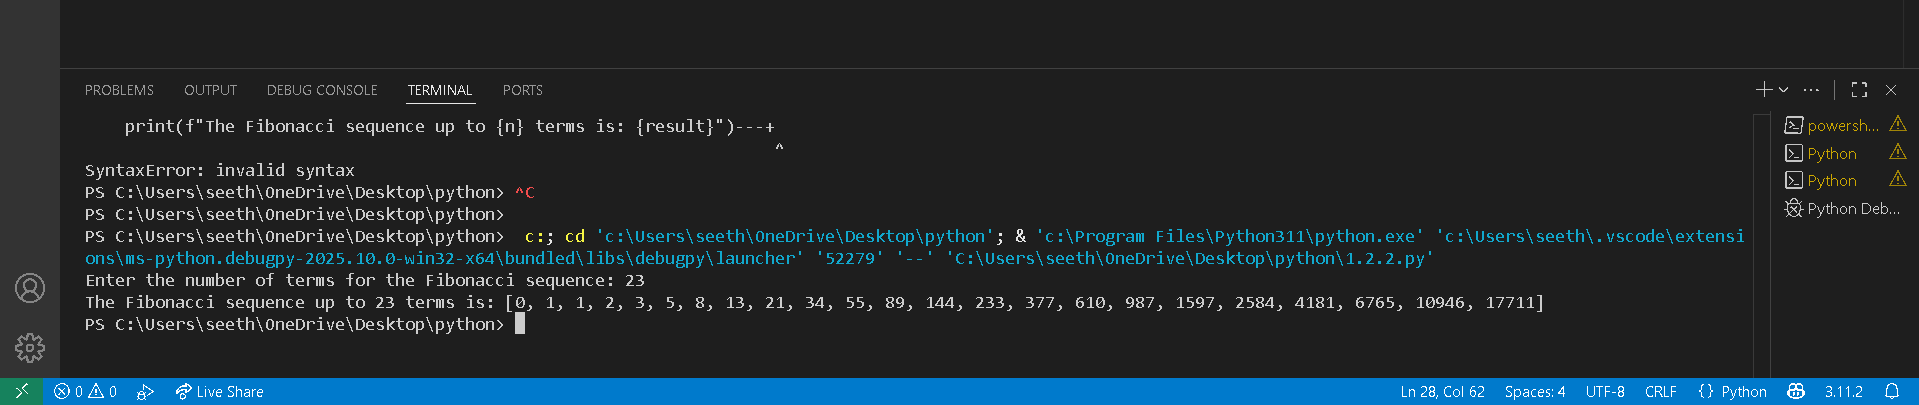 PROBLEMS OUTPUT DEBUG CONSOLE TERMINAL PORTS
print(f"The Fibonacci sequence up to {n} terms is: {result}")---+
^
SyntaxError: invalid syntax
PS C:\Users\seeth\OneDrive\Desktop\python> ^C
PS C:\Users\seeth\OneDrive\Desktop\python>
PS C:\Users\seeth\OneDrive\Desktop\python>  c:; cd 'c:\Users\seeth\OneDrive\Desktop\python'; & 'c:\Program Files\Python311\python.exe' 'c:\Users\seeth\.vscode\extensi
ons\ms-python.debugpy-2025.10.0-win32-x64\bundled\libs\debugpy\launcher' '52279' '--' 'C:\Users\seeth\OneDrive\Desktop\python\1.2.2.py'
Enter the number of terms for the Fibonacci sequence: 23
The Fibonacci sequence up to 23 terms is: [0, 1, 1, 2, 3, 5, 8, 13, 21, 34, 55, 89, 144, 233, 377, 610, 987, 1597, 2584, 4181, 6765, 10946, 17711]
PS C:\Users\seeth\OneDrive\Desktop\python>
powersh...
Python
Python
Python Deb...
0 0 Live Share Ln 28, Col 62 Spaces: 4 UTF-8 CRLF {} Python 3.11.2